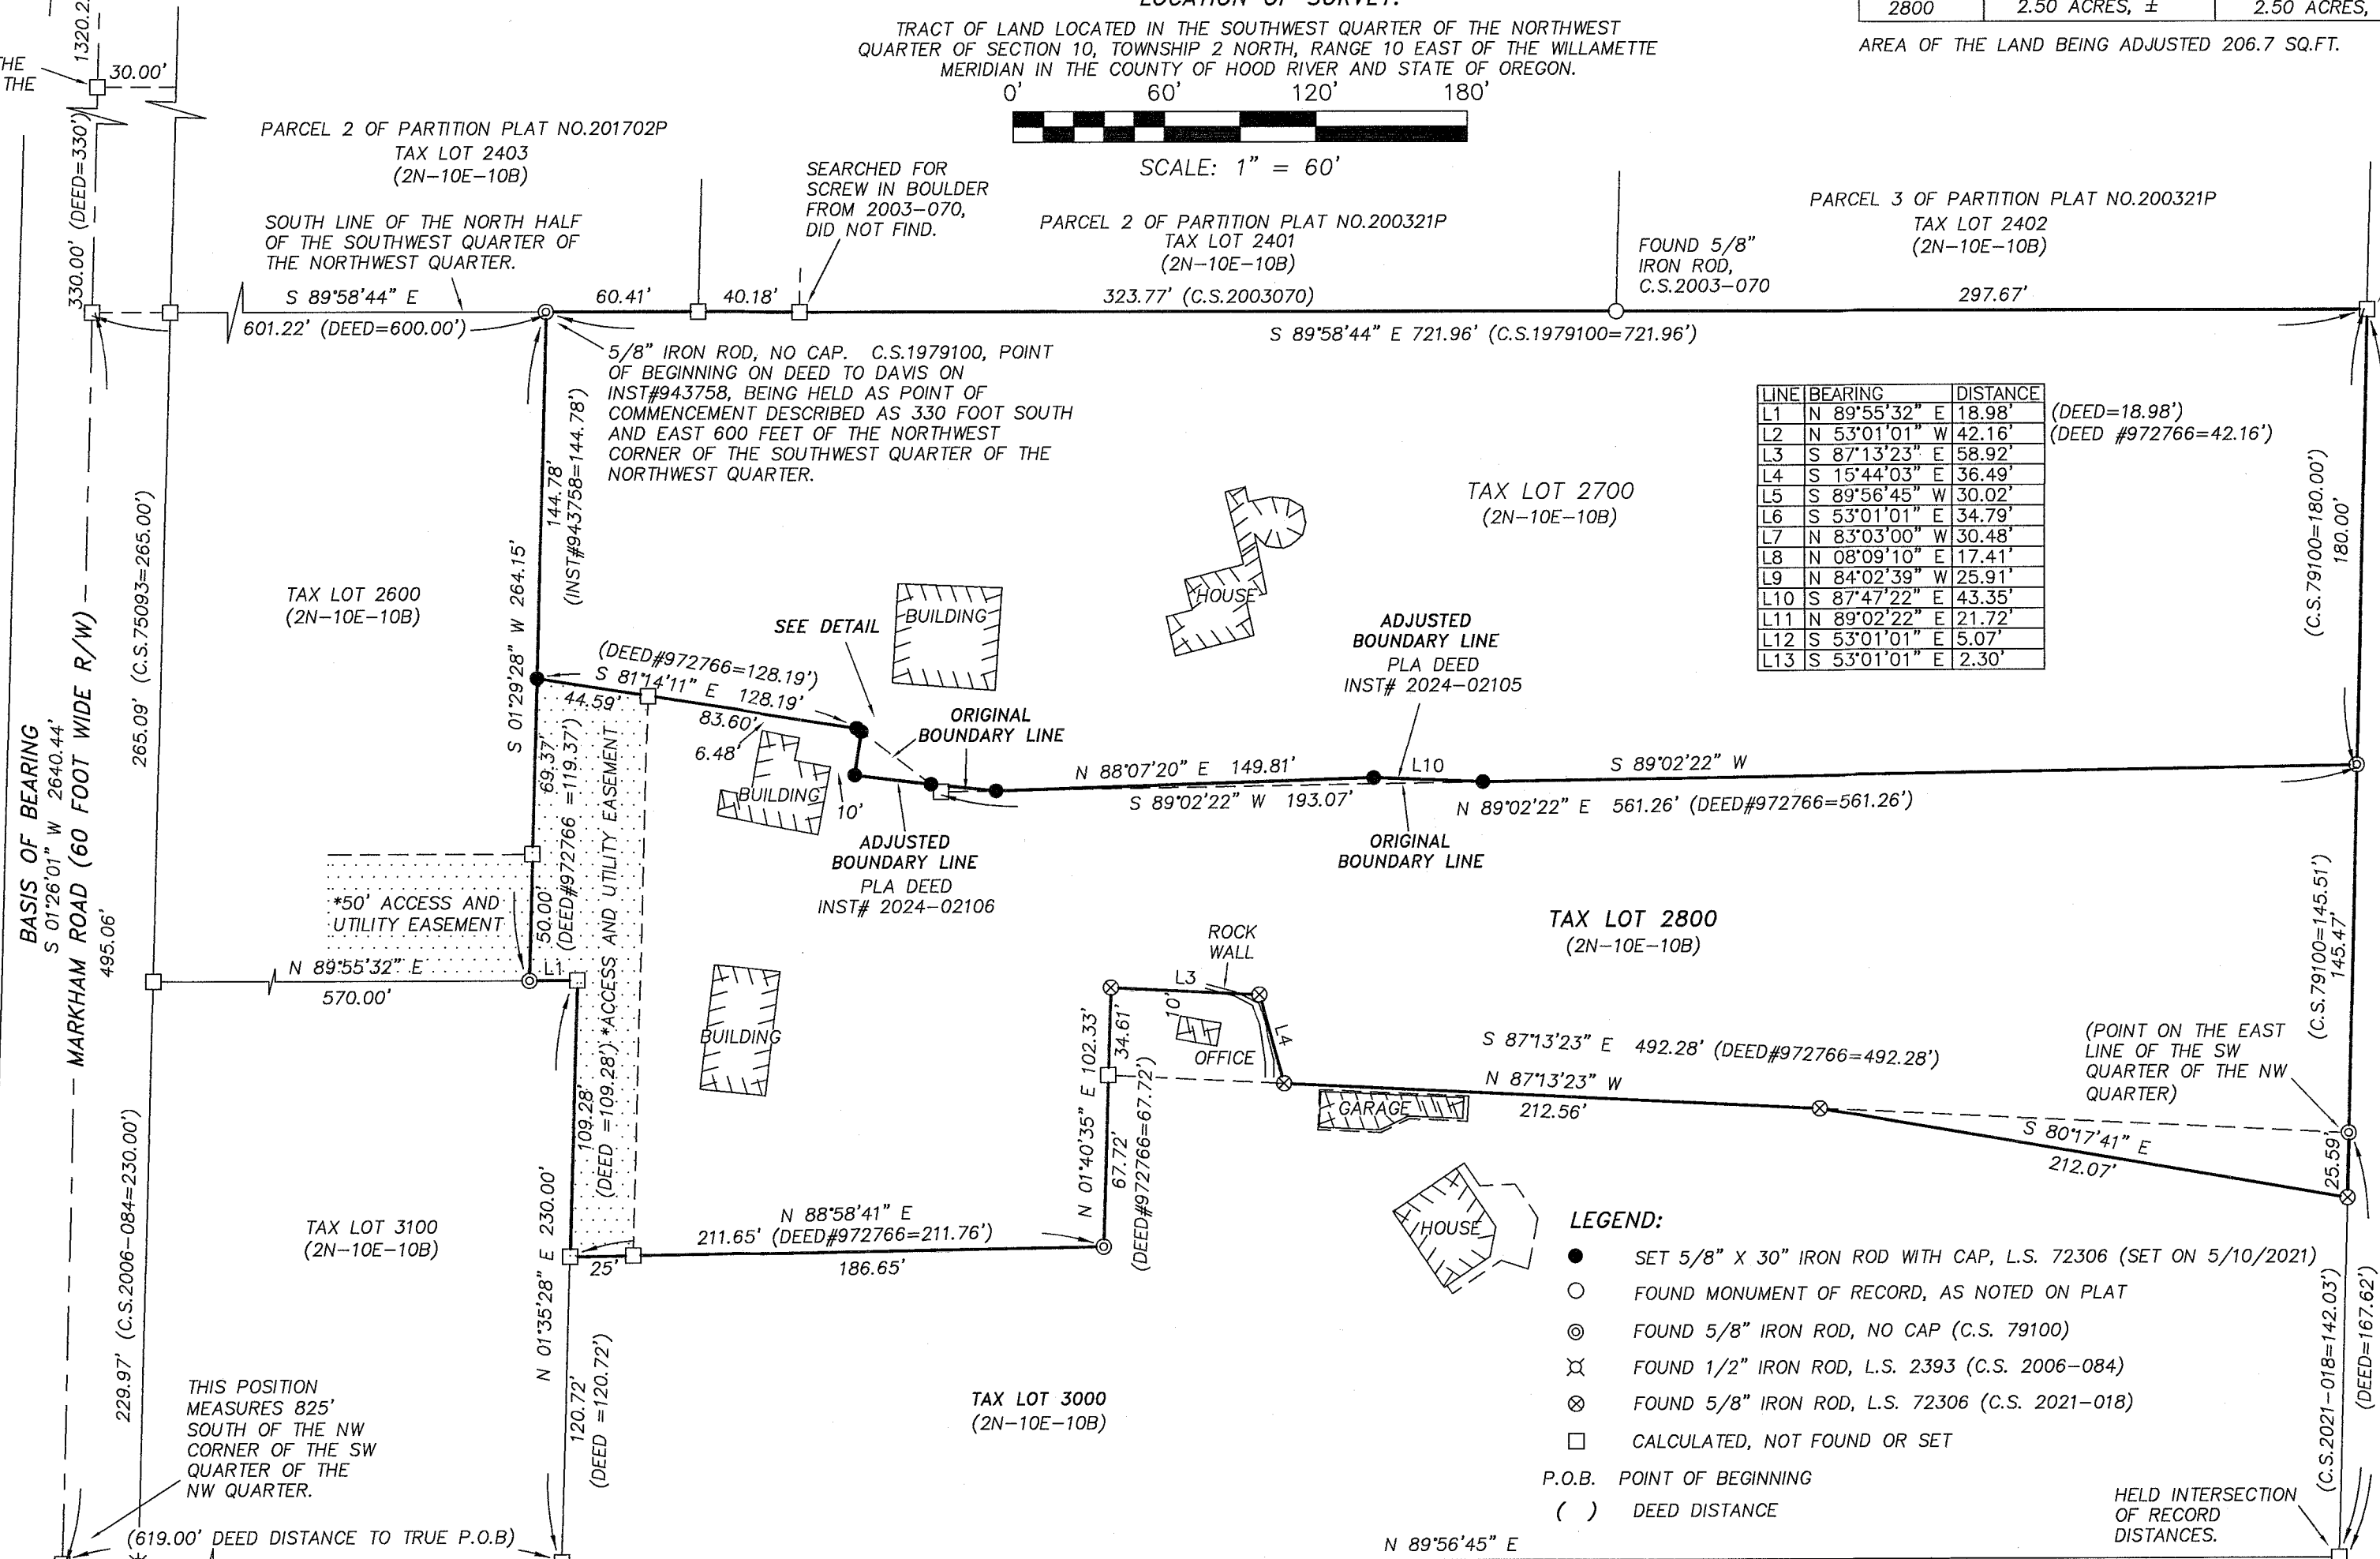 LOCATION OF SURVEY:
TRACT OF LAND LOCATED IN THE SOUTHWEST QUARTER OF THE NORTHWEST
QUARTER OF SECTION 10, TOWNSHIP 2 NORTH, RANGE 10 EAST OF THE WILLAMETTE
MERIDIAN IN THE COUNTY OF HOOD RIVER AND STATE OF OREGON.
0' 60' 120' 180'
SCALE: 1" = 60'
2800 2.50 ACRES, ± 2.50 ACRES,
AREA OF THE LAND BEING ADJUSTED 206.7 SQ.FT.
THE
THE
1320.2
30.00'
330.00' (DEED=330')
PARCEL 2 OF PARTITION PLAT NO.201702P
TAX LOT 2403
(2N-10E-10B)
SOUTH LINE OF THE NORTH HALF
OF THE SOUTHWEST QUARTER OF
THE NORTHWEST QUARTER.
S 89°58'44" E
601.22' (DEED=600.00')
60.41'
40.18'
SEARCHED FOR
SCREW IN BOULDER
FROM 2003-070,
DID NOT FIND.
PARCEL 2 OF PARTITION PLAT NO.200321P
TAX LOT 2401
(2N-10E-10B)
323.77' (C.S.2003070)
FOUND 5/8"
IRON ROD,
C.S.2003-070
PARCEL 3 OF PARTITION PLAT NO.200321P
TAX LOT 2402
(2N-10E-10B)
297.67'
S 89°58'44" E 721.96' (C.S.1979100=721.96')
5/8" IRON ROD, NO CAP. C.S.1979100, POINT
OF BEGINNING ON DEED TO DAVIS ON
INST#943758, BEING HELD AS POINT OF
COMMENCEMENT DESCRIBED AS 330 FOOT SOUTH
AND EAST 600 FEET OF THE NORTHWEST
CORNER OF THE SOUTHWEST QUARTER OF THE
NORTHWEST QUARTER.
LINE BEARING DISTANCE
L1 N 89°55'32" E 18.98' (DEED=18.98')
L2 N 53°01'01" W 42.16' (DEED #972766=42.16')
L3 S 87°13'23" E 58.92'
L4 S 15°44'03" E 36.49'
L5 S 89°56'45" W 30.02'
L6 S 53°01'01" E 34.79'
L7 N 83°03'00" W 30.48'
L8 N 08°09'10" E 17.41'
L9 N 84°02'39" W 25.91'
L10 S 87°47'22" E 43.35'
L11 N 89°02'22" E 21.72'
L12 S 53°01'01" E 5.07'
L13 S 53°01'01" E 2.30'
(C.S.79100=180.00')
180.00'
TAX LOT 2700
(2N-10E-10B)
HOUSE
BUILDING
144.78'
(INST#943758=144.78')
S 01°29'28" W 264.15'
265.09' (C.S.75093=265.00')
TAX LOT 2600
(2N-10E-10B)
SEE DETAIL
(DEED#972766=128.19')
S 81°14'11" E 128.19'
44.59'
83.60'
6.48'
BUILDING
10'
ORIGINAL
BOUNDARY LINE
ADJUSTED
BOUNDARY LINE
PLA DEED
INST# 2024-02105
N 88°07'20" E 149.81'
L10
S 89°02'22" W
S 89°02'22" W 193.07'
N 89°02'22" E 561.26' (DEED#972766=561.26')
ORIGINAL
BOUNDARY LINE
ADJUSTED
BOUNDARY LINE
PLA DEED
INST# 2024-02106
BASIS OF BEARING
S 01°26'01" W 2640.44'
MARKHAM ROAD (60 FOOT WIDE R/W)
495.06'
69.37'
(DEED#972766 =119.37')
50.00'
(DEED#972766=50.00')
*ACCESS AND UTILITY EASEMENT
*50' ACCESS AND
UTILITY EASEMENT
N 89°55'32" E
570.00'
L1
BUILDING
109.28'
(DEED =109.28')
TAX LOT 2800
(2N-10E-10B)
ROCK
WALL
L3
10'
L4
OFFICE
34.61'
N 01°40'35" E 102.33'
67.72'
(DEED#972766=67.72')
S 87°13'23" E 492.28' (DEED#972766=492.28')
N 87°13'23" W
212.56'
GARAGE
(POINT ON THE EAST
LINE OF THE SW
QUARTER OF THE NW
QUARTER)
(C.S.79100=145.51')
145.47'
S 80°17'41" E
212.07'
25.59'
HOUSE
N 88°58'41" E
211.65' (DEED#972766=211.76')
25'
186.65'
TAX LOT 3100
(2N-10E-10B)
N 01°35'28" E 230.00'
120.72'
(DEED =120.72')
229.97' (C.S.2006-084=230.00')
THIS POSITION
MEASURES 825'
SOUTH OF THE NW
CORNER OF THE SW
QUARTER OF THE
NW QUARTER.
(619.00' DEED DISTANCE TO TRUE P.O.B)
TAX LOT 3000
(2N-10E-10B)
LEGEND:
SET 5/8" X 30" IRON ROD WITH CAP, L.S. 72306 (SET ON 5/10/2021)
FOUND MONUMENT OF RECORD, AS NOTED ON PLAT
FOUND 5/8" IRON ROD, NO CAP (C.S. 79100)
FOUND 1/2" IRON ROD, L.S. 2393 (C.S. 2006-084)
FOUND 5/8" IRON ROD, L.S. 72306 (C.S. 2021-018)
CALCULATED, NOT FOUND OR SET
P.O.B. POINT OF BEGINNING
( ) DEED DISTANCE
(C.S.2021-018=142.03')
(DEED=167.62')
HELD INTERSECTION
OF RECORD
DISTANCES.
N 89°56'45" E